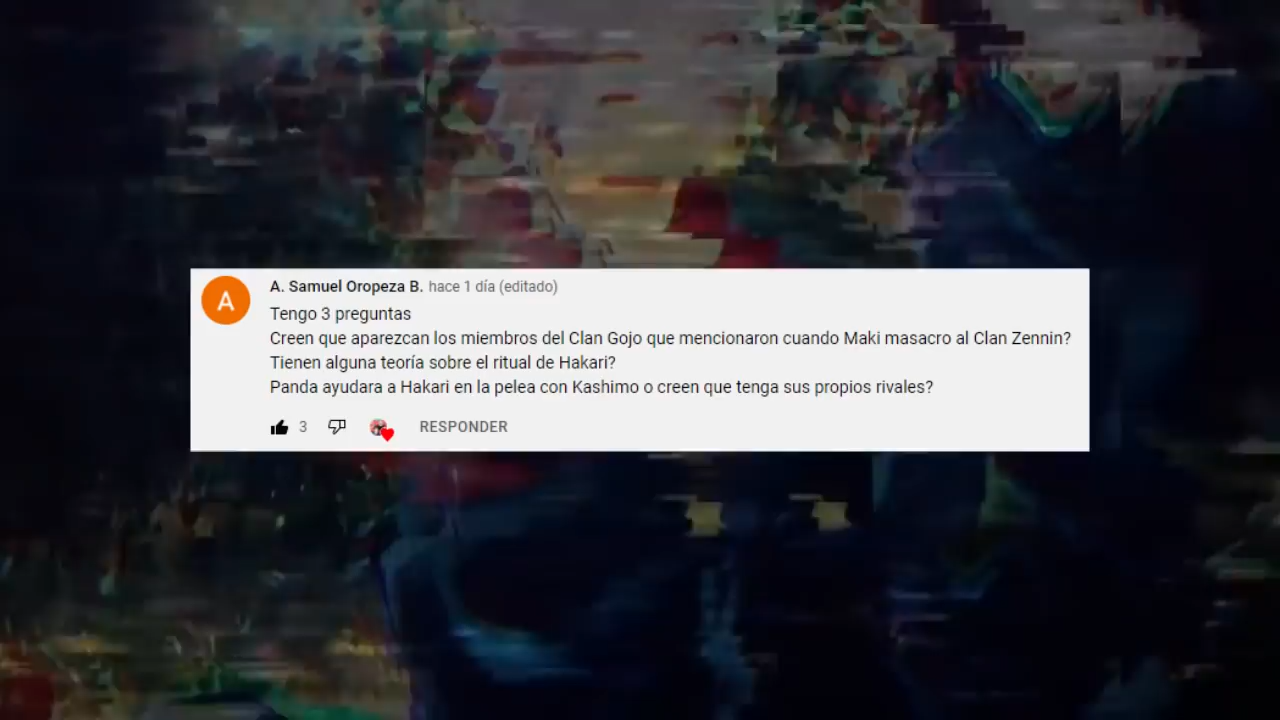 A
A. Samuel Oropeza B. hace 1 día (editado)
Tengo 3 preguntas
Creen que aparezcan los miembros del Clan Gojo que mencionaron cuando Maki masacro al Clan Zennin?
Tienen alguna teoría sobre el ritual de Hakari?
Panda ayudara a Hakari en la pelea con Kashimo o creen que tenga sus propios rivales?
3 RESPONDER